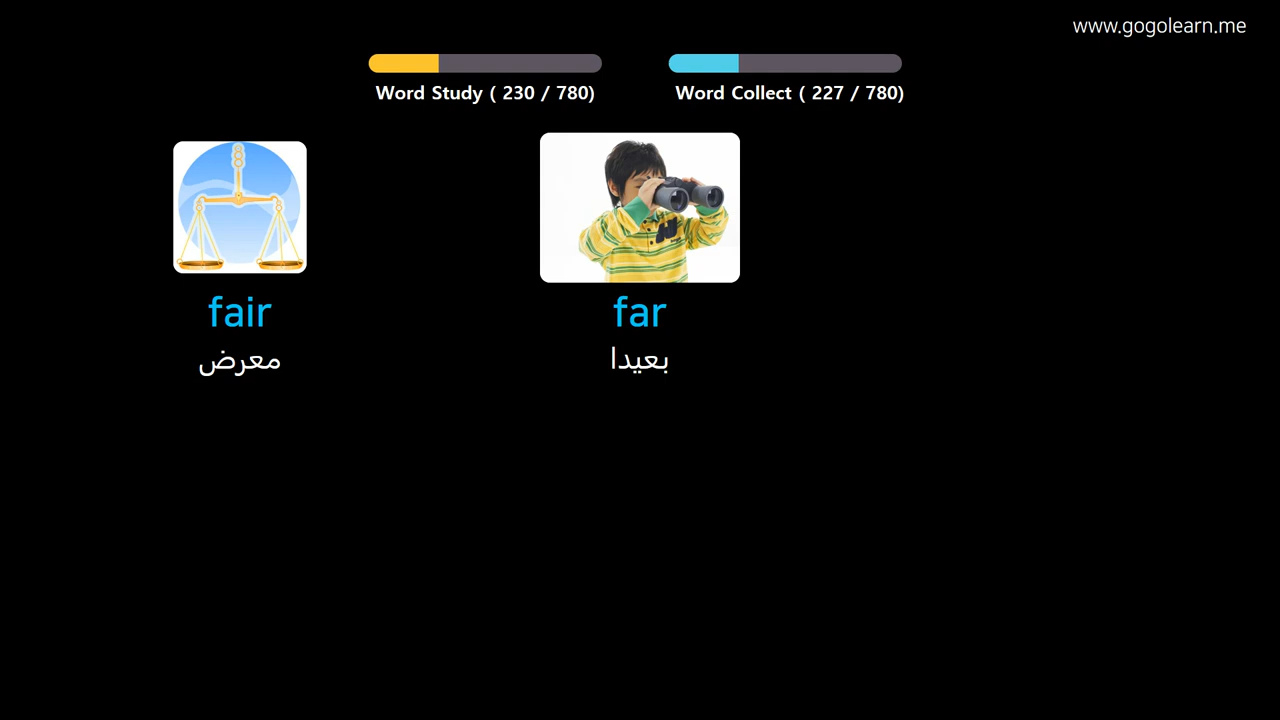 www.gogolearn.me
Word Study ( 230 / 780)
Word Collect ( 227 / 780)
fair
معرض
far
بعيدا